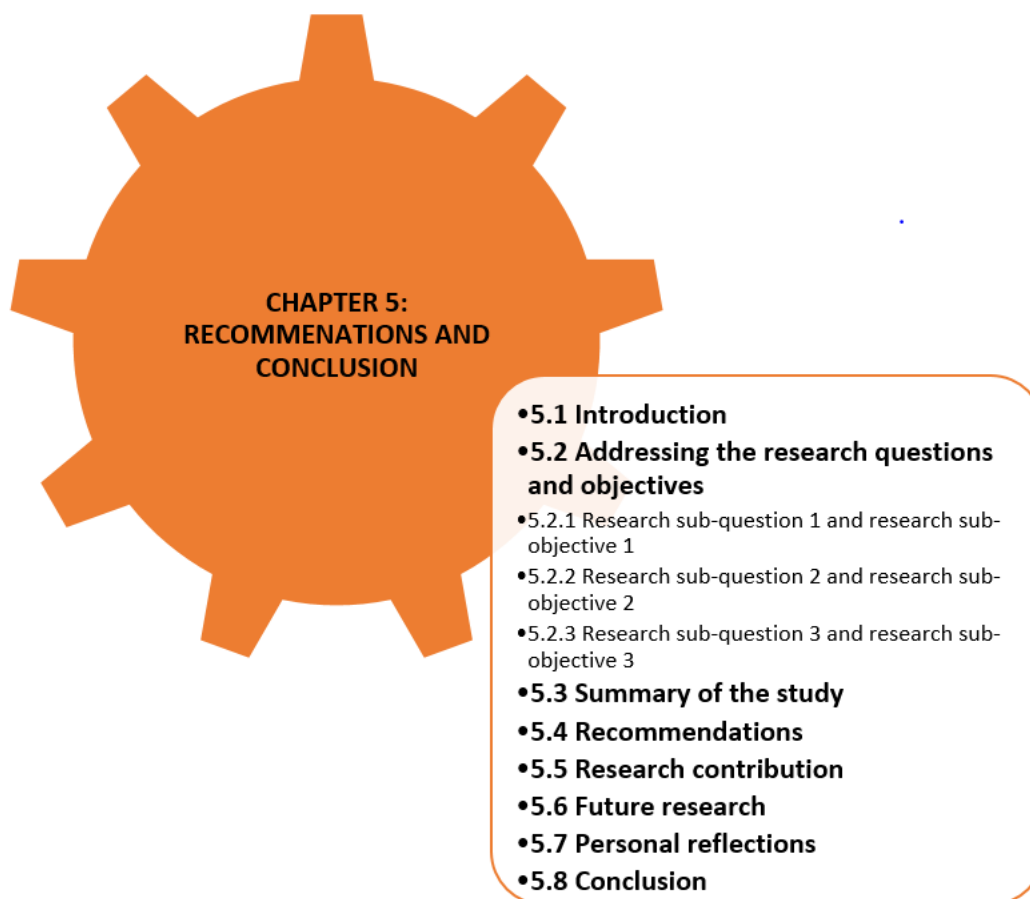 CHAPTER 5:
RECOMMENATIONS AND
CONCLUSION
•5.1 Introduction
•5.2 Addressing the research questions
and objectives
•5.2.1 Research sub-question 1 and research sub-
objective 1
•5.2.2 Research sub-question 2 and research sub-
objective 2
•5.2.3 Research sub-question 3 and research sub-
objective 3
•5.3 Summary of the study
•5.4 Recommendations
•5.5 Research contribution
•5.6 Future research
•5.7 Personal reflections
•5.8 Conclusion